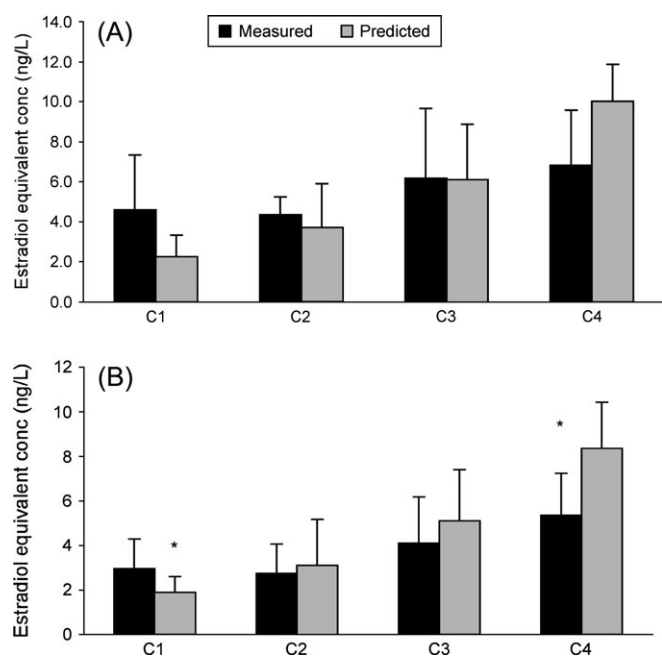 (A)
Measured Predicted
Estradiol equivalent conc (ng/L)
14.0
12.0
10.0
8.0
6.0
4.0
2.0
0.0
C1 C2 C3 C4
(B)
Estradiol equivalent conc (ng/L)
12
10
8
6
4
2
0
* *
C1 C2 C3 C4